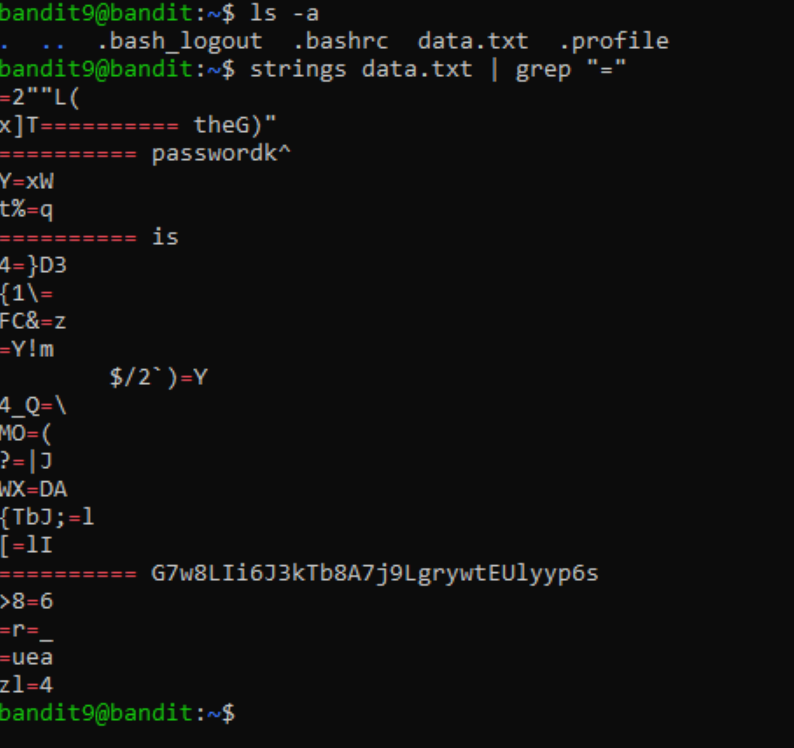 bandit9@bandit:~$ ls -a
.  ..  .bash_logout  .bashrc  data.txt  .profile
bandit9@bandit:~$ strings data.txt | grep "="
=2""L(
x]T========== theG)"
========== passwordk^
Y=xW
t%=q
========== is
4=}D3
{1\=
FC&=z
=Y!m
        $/2`)=Y
4_Q=\
MO=(
?=|J
WX=DA
{TbJ;=l
[=lI
========== G7w8LIi6J3kTb8A7j9LgrywtEUlyyp6s
>8=6
=r=_
=uea
zl=4
bandit9@bandit:~$